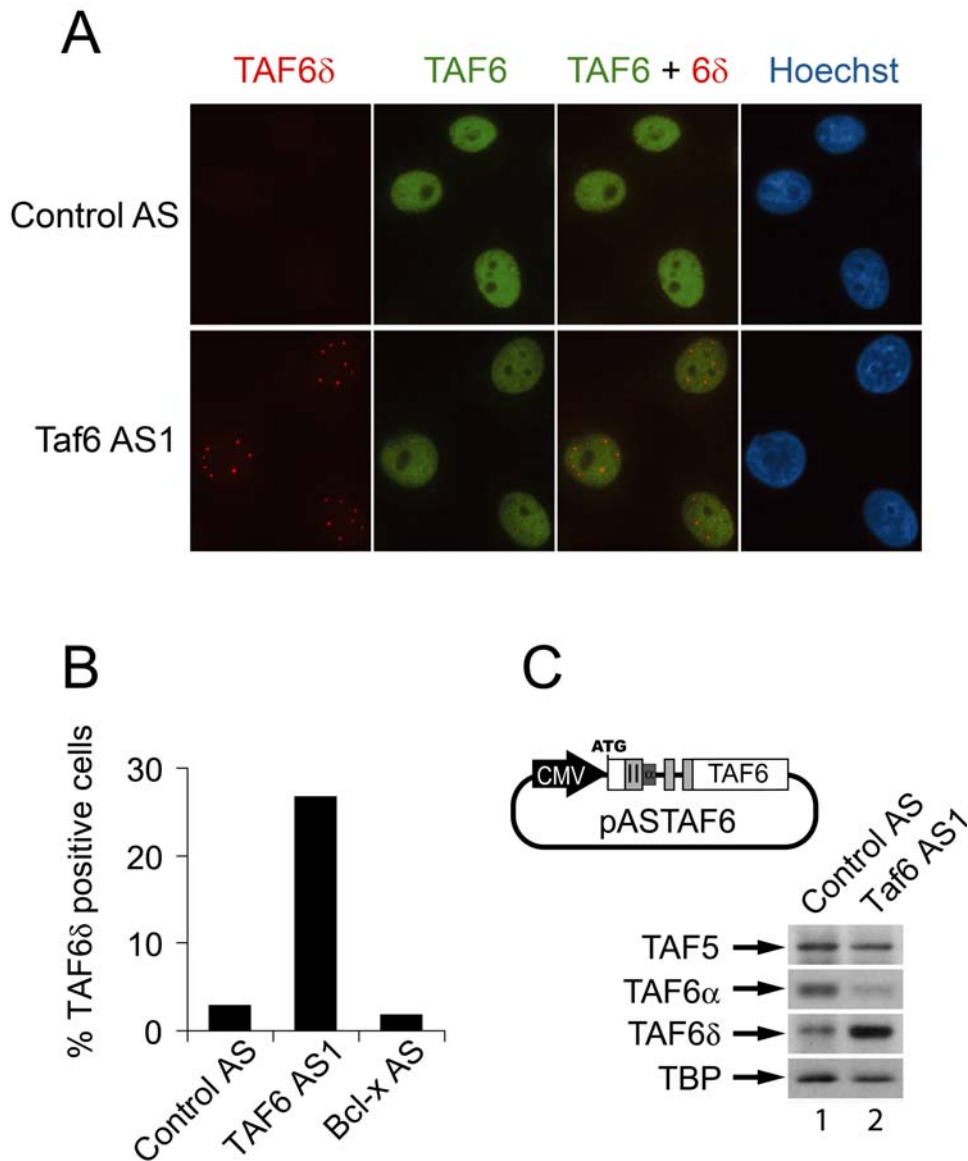 A
TAF6δ TAF6 TAF6 + 6δ Hoechst
Control AS
Taf6 AS1
B
% TAF6δ positive cells
30
20
10
0
Control AS
TAF6 AS1
Bcl-x AS
C
ATG
CMV α TAF6
pASTAF6
Control AS
Taf6 AS1
TAF5
TAF6α
TAF6δ
TBP
1 2